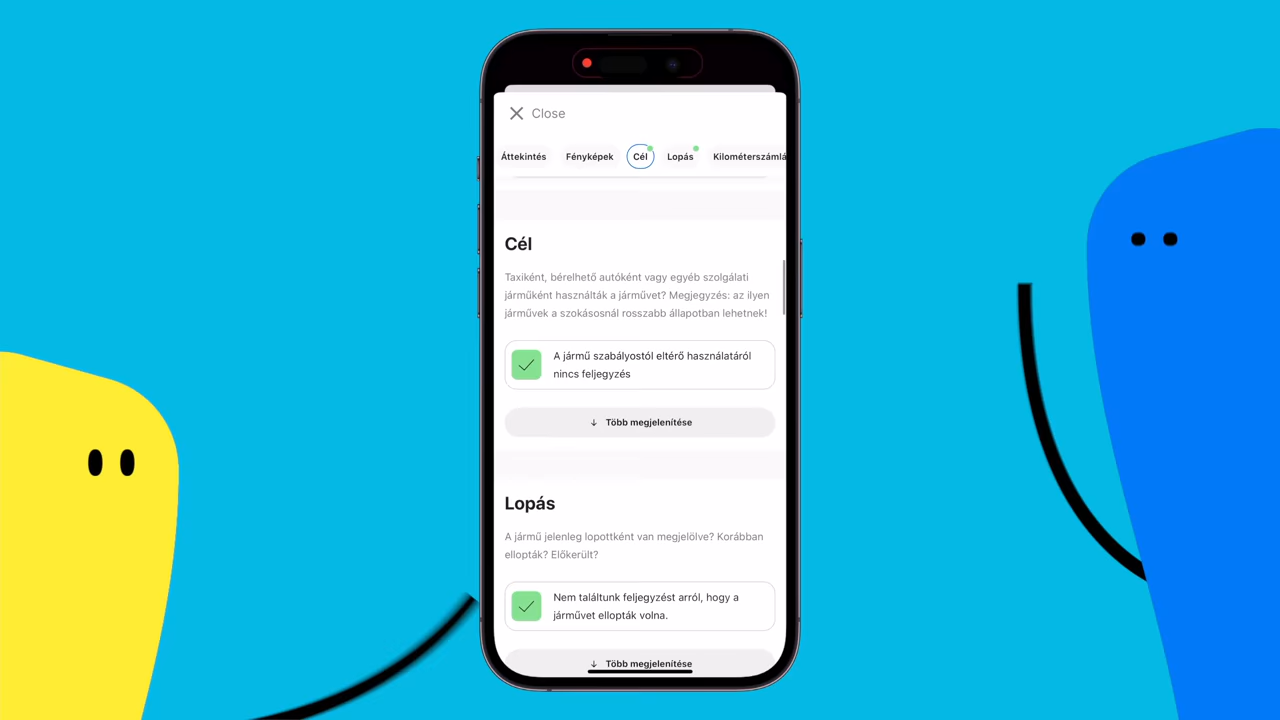 Close
Áttekintés Fényképek Cél Lopás Kilométerszámlá
Cél
Taxiként, bérelhető autóként vagy egyéb szolgálati
járműként használták a járművet? Megjegyzés: az ilyen
járművek a szokásosnál rosszabb állapotban lehetnek!
A jármű szabályostól eltérő használatáról
nincs feljegyzés
↓ Több megjelenítése
Lopás
A jármű jelenleg lopottként van megjelölve? Korábban
ellopták? Előkerült?
Nem találtunk feljegyzést arról, hogy a
járművet ellopták volna.
↓ Több megjelenítése